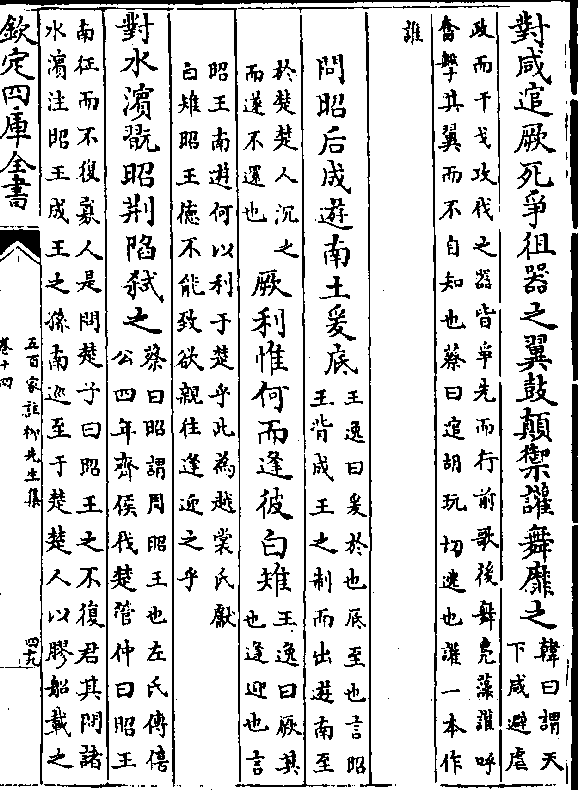 對咸逭厥死爭徂器之翼鼓顛禦讙舞靡之韓曰謂天
下咸避虐
政而干戈攻伐之器皆爭先而行前歌後舞鳧藻讙呼
奮擊其翼而不自知也蔡曰逭胡玩切逮也讙一本作
誰
問昭后成遊南土爰底王逸曰爰於也底至也言昭
王背成王之制而出遊南至
於楚楚人沉之
而遂不還也厥利惟何而逢彼白雉王逸曰厥其
也逢迎也言
昭王南遊何以利于楚乎此為越裳氏獻
白雉昭王德不能致欲親往逢迎之乎
對水濱翫昭荆陷弑之蔡曰昭謂周昭王也左氏傳僖
公四年齊侯伐楚管仲曰昭王
南征而不復寡人是問楚子曰昭王之不復君其問諸
水濱注昭王成王之孫南巡至于楚楚人以膠船載之
欽定四庫全書
五百家註柳先生集
卷十四
四九